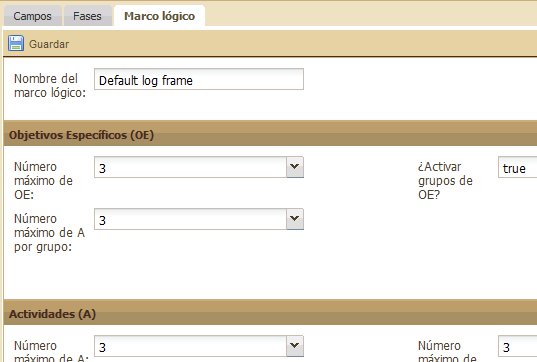 Campos Fases Marco lógico
Guardar
Nombre del
marco lógico:
Default log frame
Objetivos Específicos (OE)
Número
máximo de
OE:
3
¿Activar
grupos de
OE?
true
Número
máximo de A
por grupo:
3
Actividades (A)
Número
máximo de A:
3
Número
máximo de
3